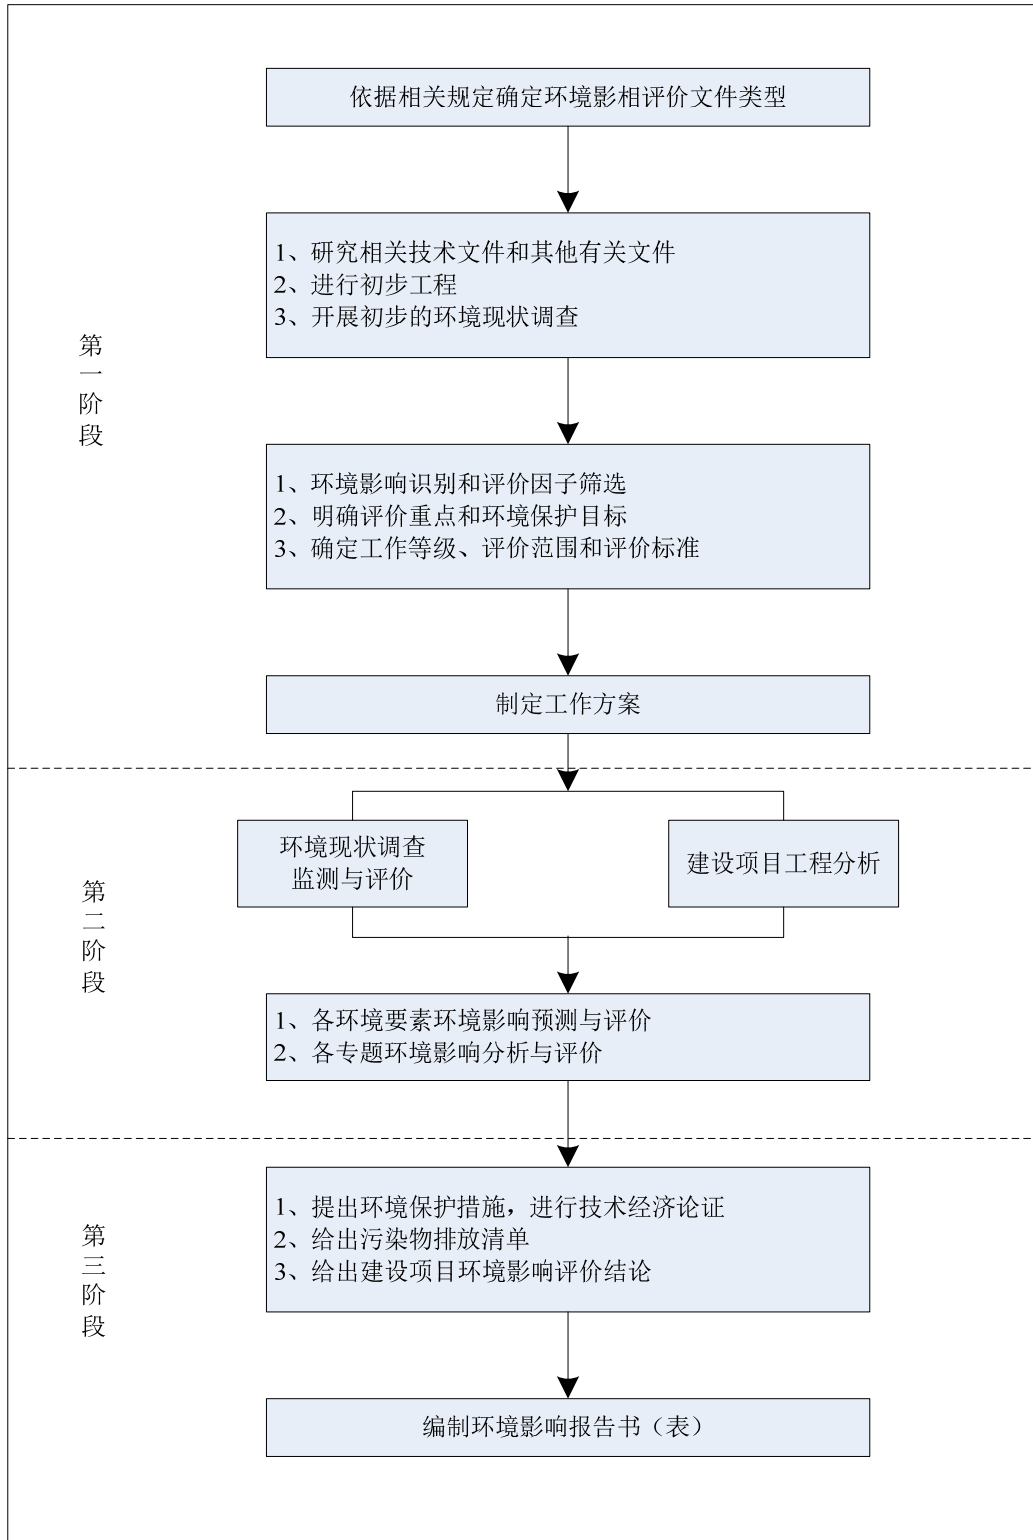 依据相关规定确定环境影相评价文件类型
1、研究相关技术文件和其他有关文件
2、进行初步工程
3、开展初步的环境现状调查
第一阶段
1、环境影响识别和评价因子筛选
2、明确评价重点和环境保护目标
3、确定工作等级、评价范围和评价标准
制定工作方案
环境现状调查
监测与评价
建设项目工程分析
第二阶段
1、各环境要素环境影响预测与评价
2、各专题环境影响分析与评价
1、提出环境保护措施，进行技术经济论证
2、给出污染物排放清单
3、给出建设项目环境影响评价结论
第三阶段
编制环境影响报告书（表）